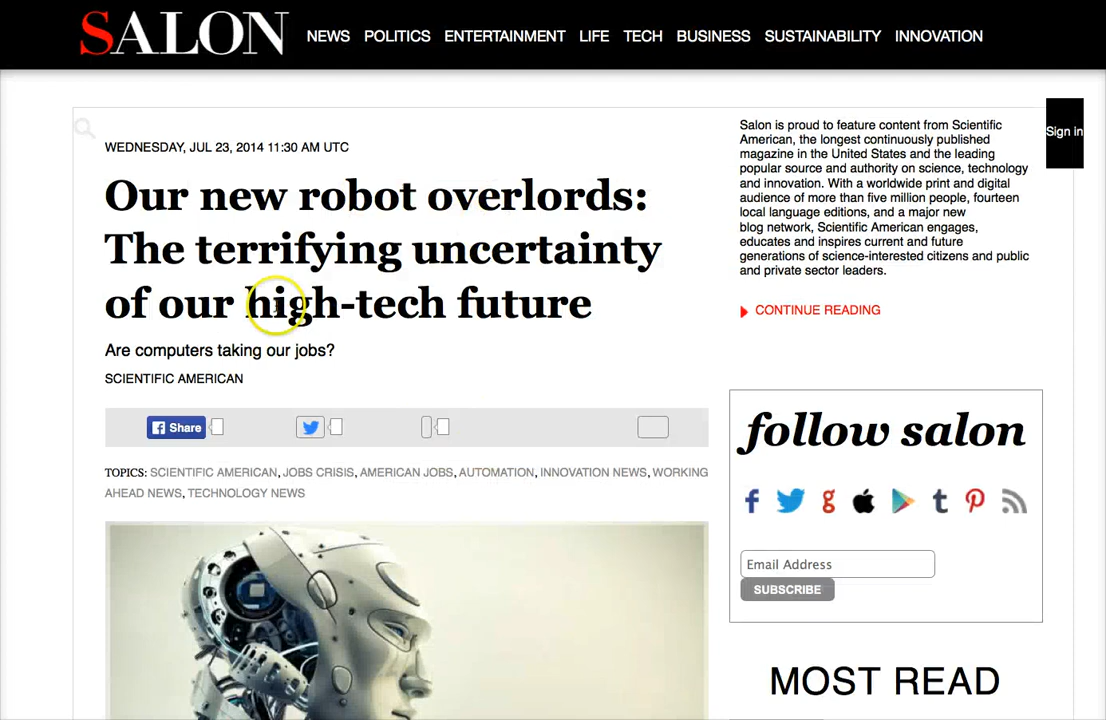 SALON
NEWS POLITICS ENTERTAINMENT LIFE TECH BUSINESS SUSTAINABILITY INNOVATION
Sign in
WEDNESDAY, JUL 23, 2014 11:30 AM UTC
Our new robot overlords:
The terrifying uncertainty
of our high-tech future
Are computers taking our jobs?
SCIENTIFIC AMERICAN
f Share
TOPICS: SCIENTIFIC AMERICAN, JOBS CRISIS, AMERICAN JOBS, AUTOMATION, INNOVATION NEWS, WORKING
AHEAD NEWS, TECHNOLOGY NEWS
Salon is proud to feature content from Scientific
American, the longest continuously published
magazine in the United States and the leading
popular source and authority on science, technology
and innovation. With a worldwide print and digital
audience of more than five million people, fourteen
local language editions, and a major new
blog network, Scientific American engages,
educates and inspires current and future
generations of science-interested citizens and public
and private sector leaders.
CONTINUE READING
follow salon
f g t
Email Address
SUBSCRIBE
MOST READ